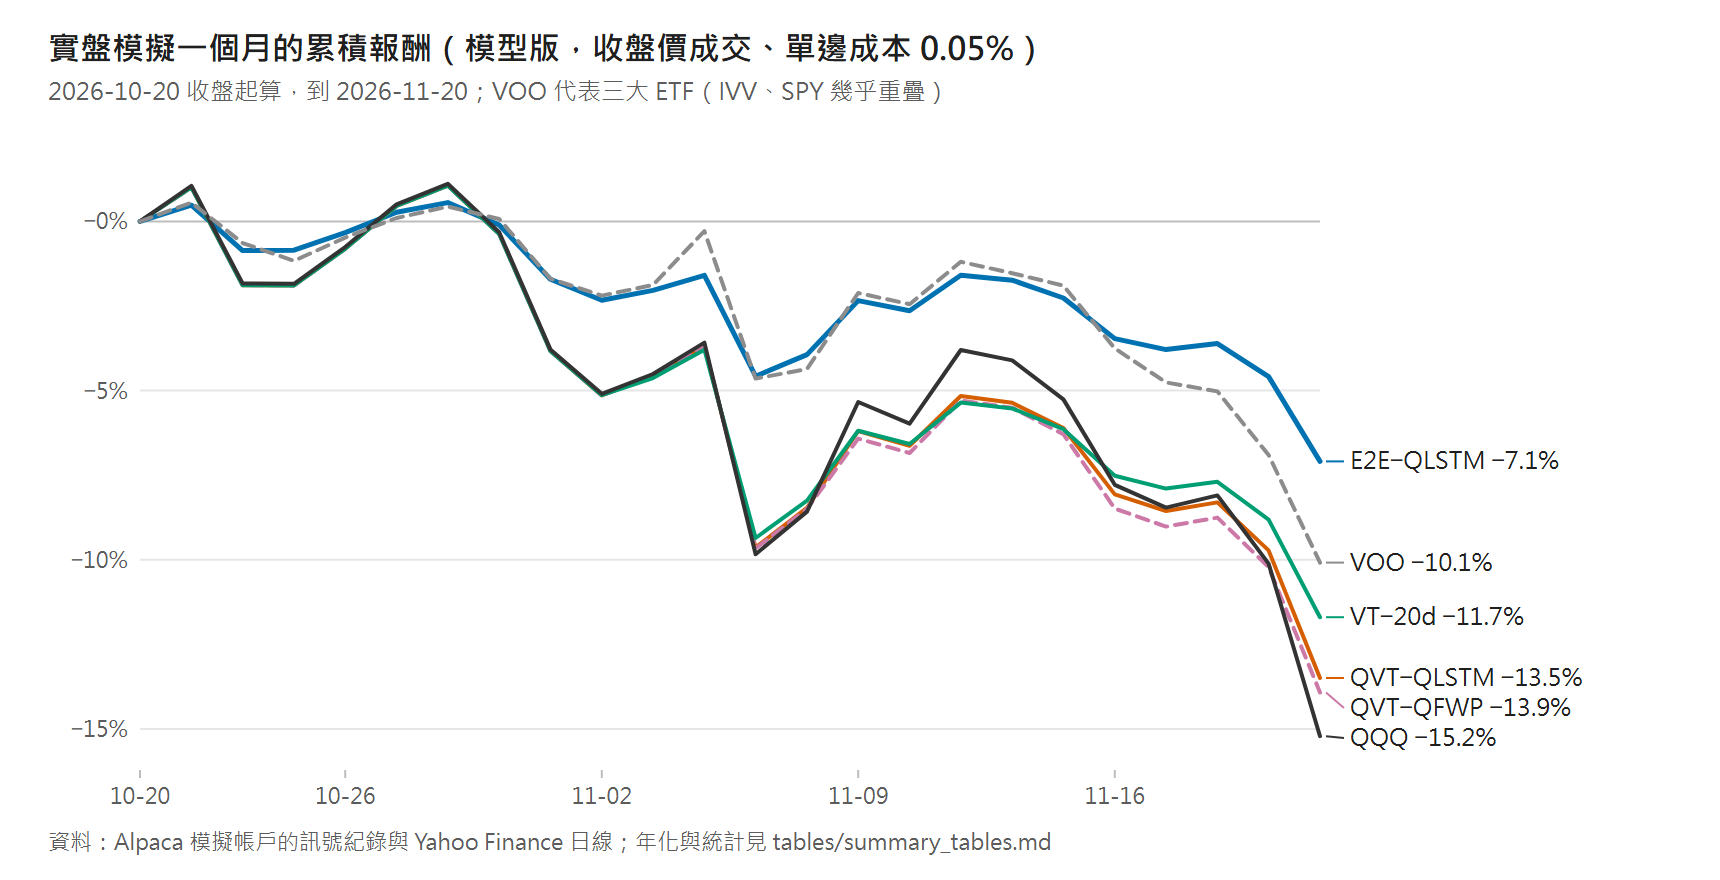 實盤模擬一個月的累積報酬（模型版，收盤價成交、單邊成本 0.05%）
2026-10-20 收盤起算，到 2026-11-20；VOO 代表三大 ETF（IVV、SPY 幾乎重疊）
−0%
−5%
−10%
−15%
E2E−QLSTM −7.1%
VOO −10.1%
VT−20d −11.7%
QVT−QLSTM −13.5%
QVT−QFWP −13.9%
QQQ −15.2%
10-20
10-26
11-02
11-09
11-16
資料：Alpaca 模擬帳戶的訊號紀錄與 Yahoo Finance 日線；年化與統計見 tables/summary_tables.md